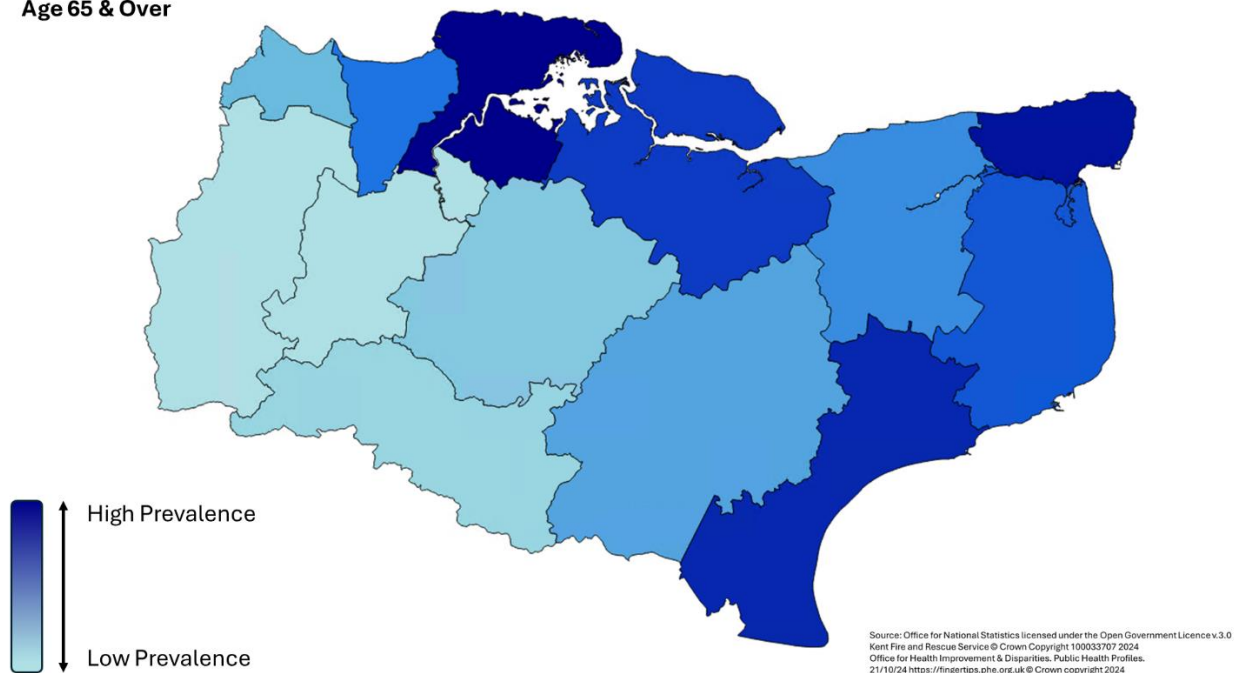 Age 65 & Over
High Prevalence
Low Prevalence
Source: Office for National Statistics licensed under the Open Government Licence v.3.0
Kent Fire and Rescue Service © Crown Copyright 100033707 2024
Office for Health Improvement & Disparities. Public Health Profiles.
21/10/24 https://fingertips.phe.org.uk © Crown copyright 2024